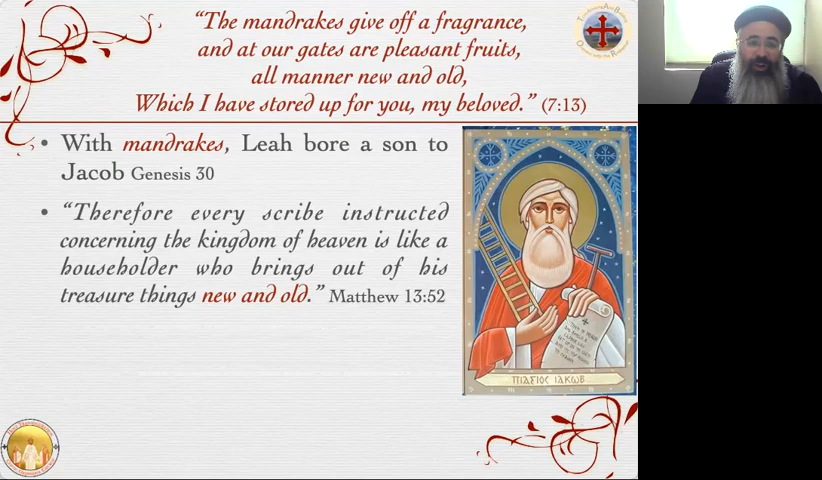 “The mandrakes give off a fragrance,
and at our gates are pleasant fruits,
all manner new and old,
Which I have stored up for you, my beloved.” (7:13)
• With mandrakes, Leah bore a son to
Jacob Genesis 30
• “Therefore every scribe instructed
concerning the kingdom of heaven is like a
householder who brings out of his
treasure things new and old.” Matthew 13:52
ΠΙΑΓΙΟΣ ΙΑΚΩΒ